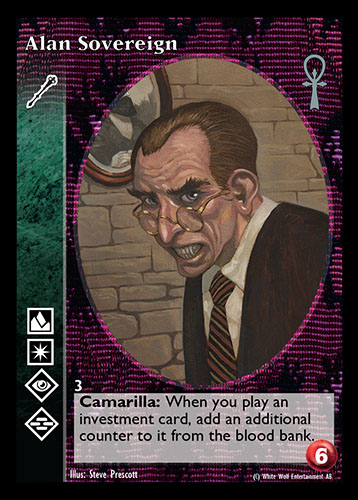 Alan Sovereign
3
Camarilla: When you play an
investment card, add an additional
counter to it from the blood bank.
6
Illus: Steve Prescott
(C) White Wolf Entertainment AB.